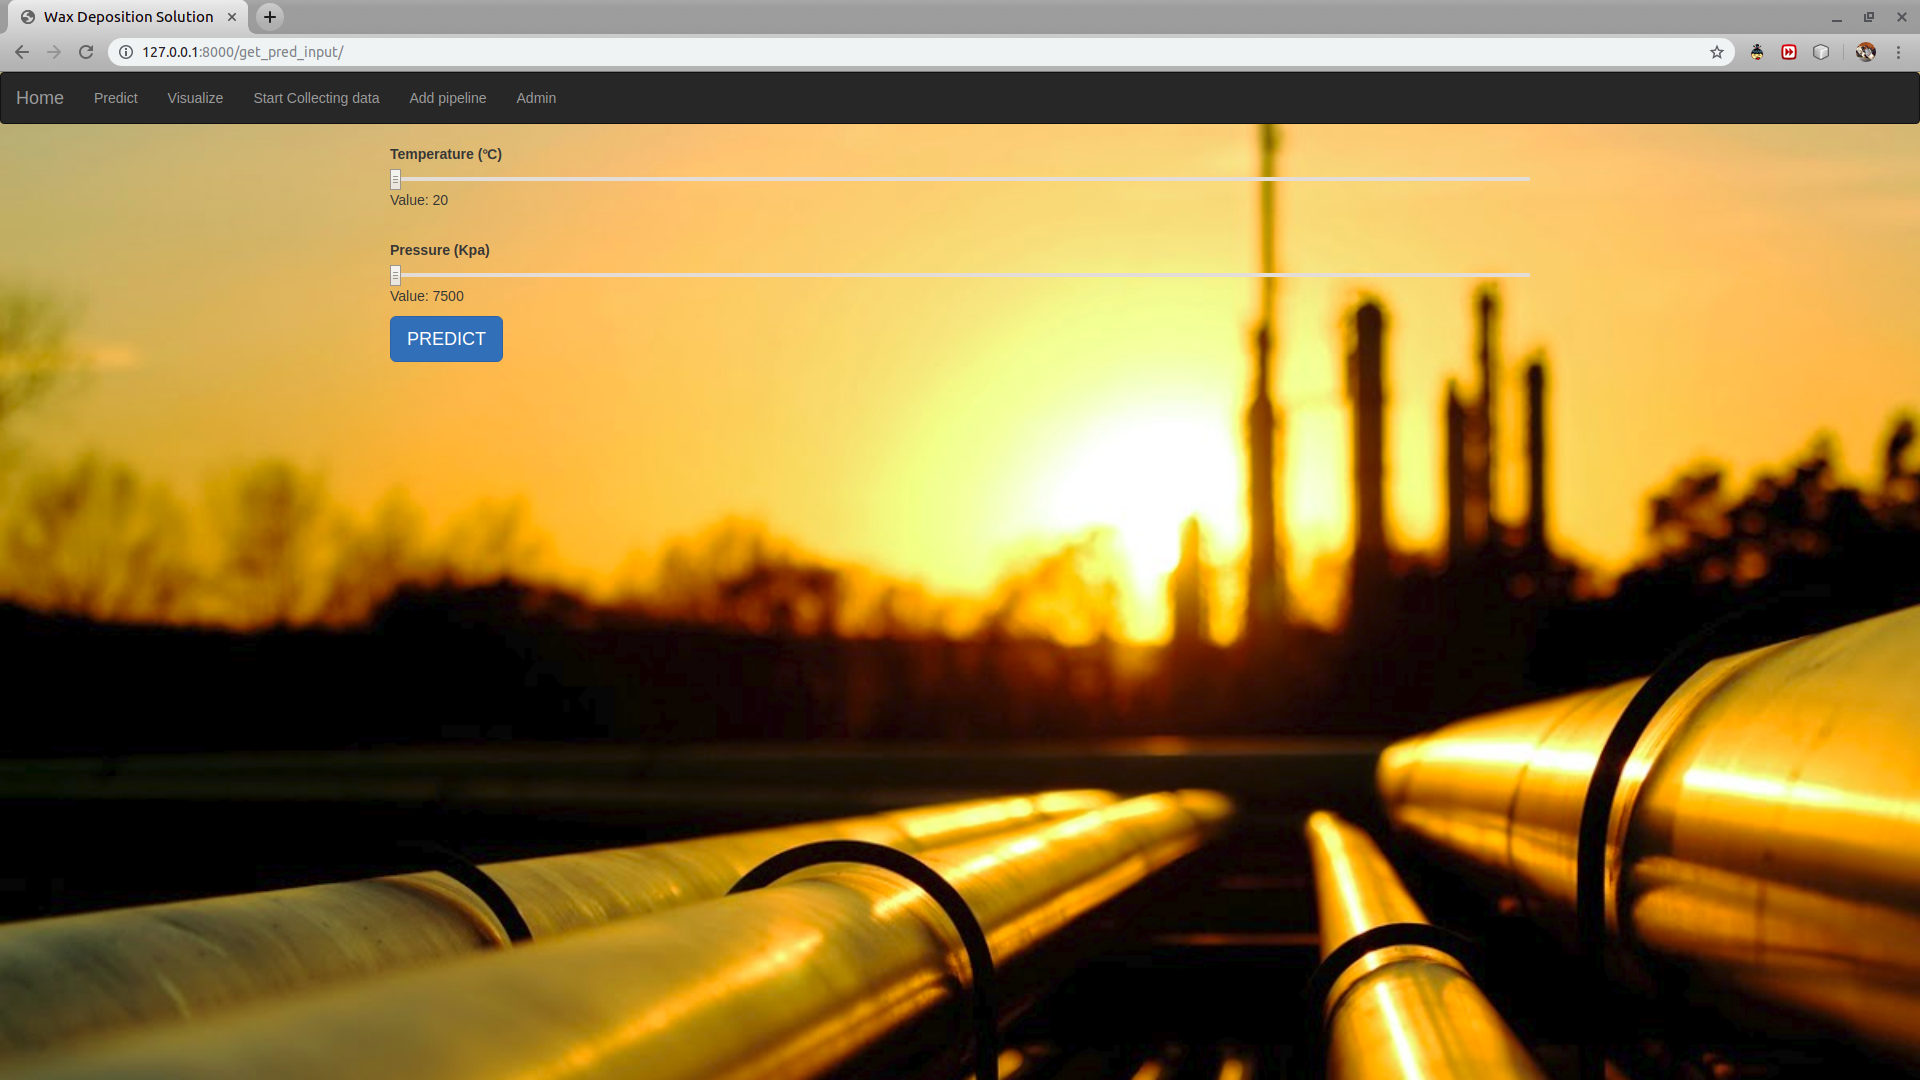 Wax Deposition Solution
127.0.0.1:8000/get_pred_input/
Home Predict Visualize Start Collecting data Add pipeline Admin
Temperature (ºC)
Value: 20
Pressure (Kpa)
Value: 7500
PREDICT